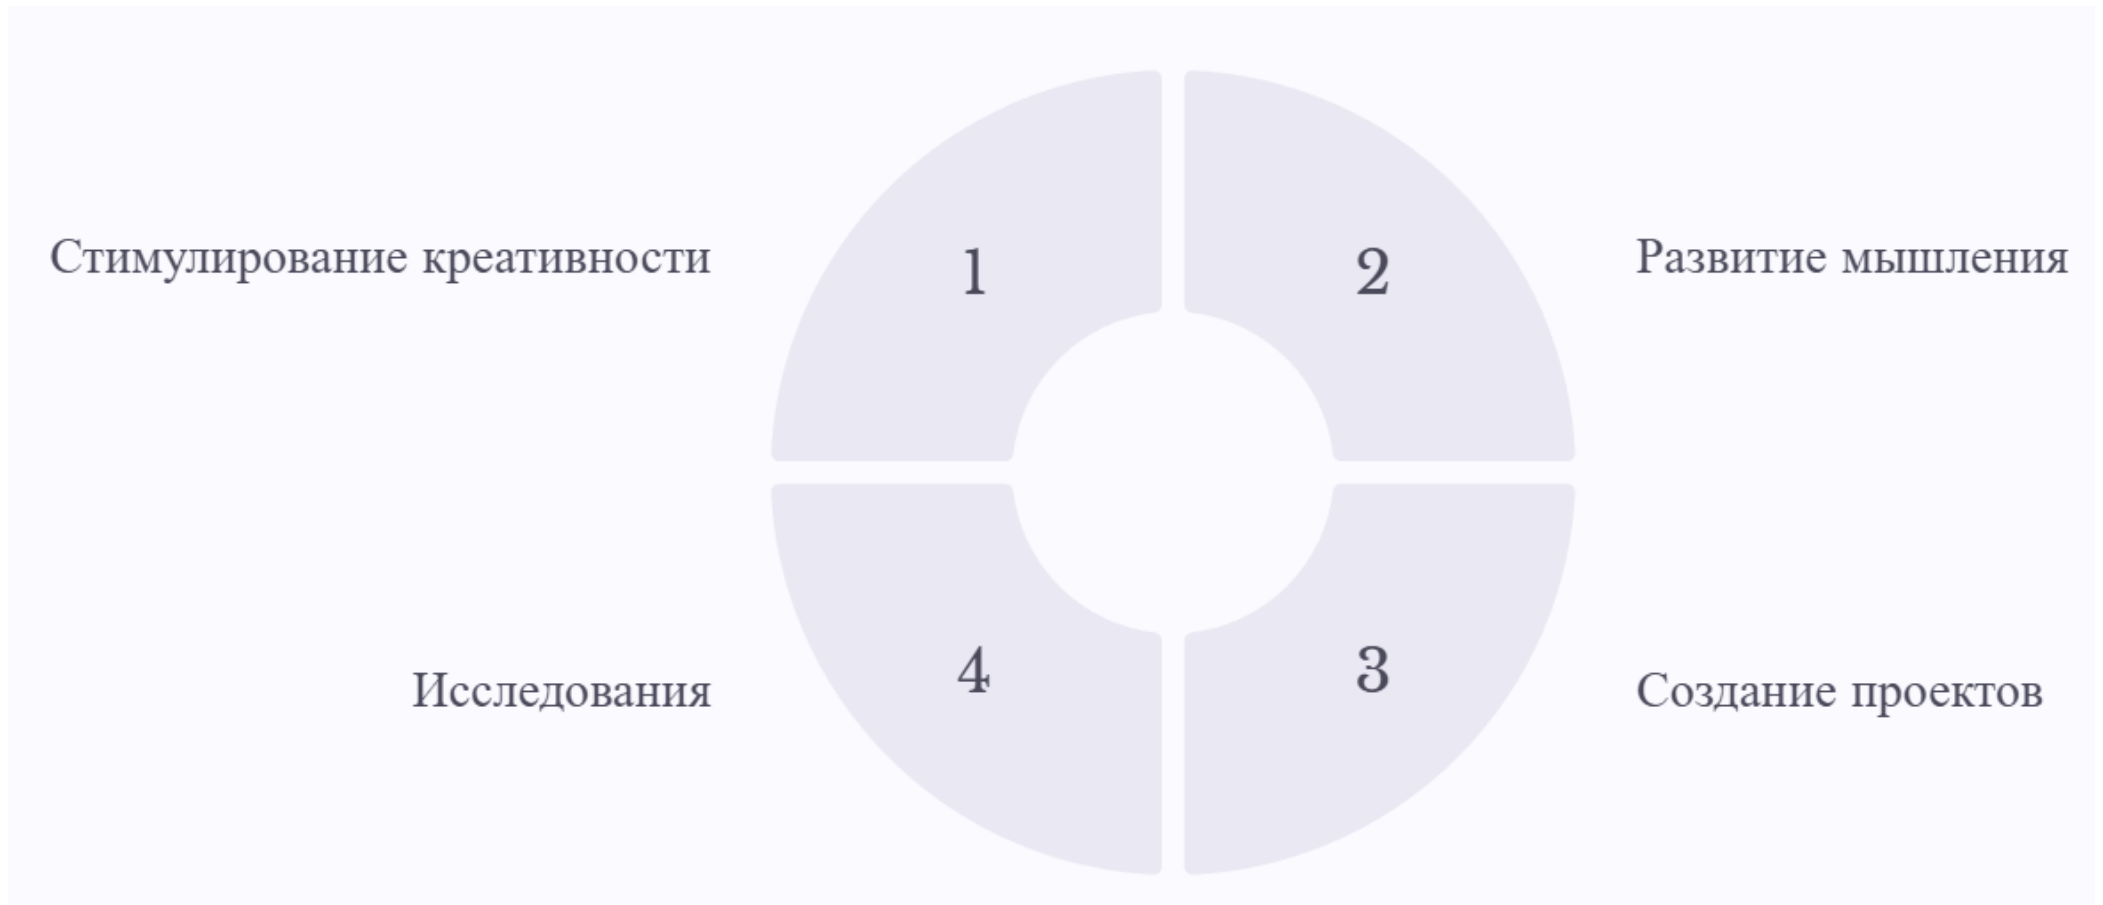 Стимулирование креативности
1
2
Развитие мышления
Исследования
4
3
Создание проектов